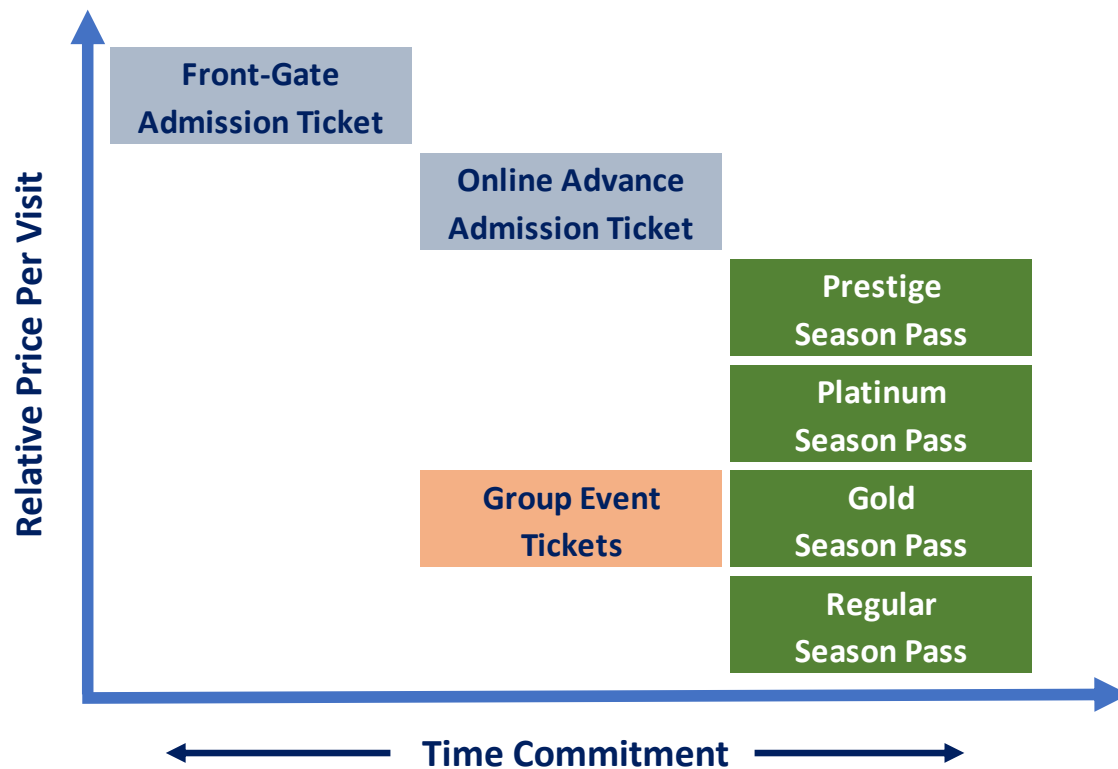 Relative Price Per Visit
Front-Gate
Admission Ticket
Online Advance
Admission Ticket
Prestige
Season Pass
Platinum
Season Pass
Group Event
Tickets
Gold
Season Pass
Regular
Season Pass
Time Commitment